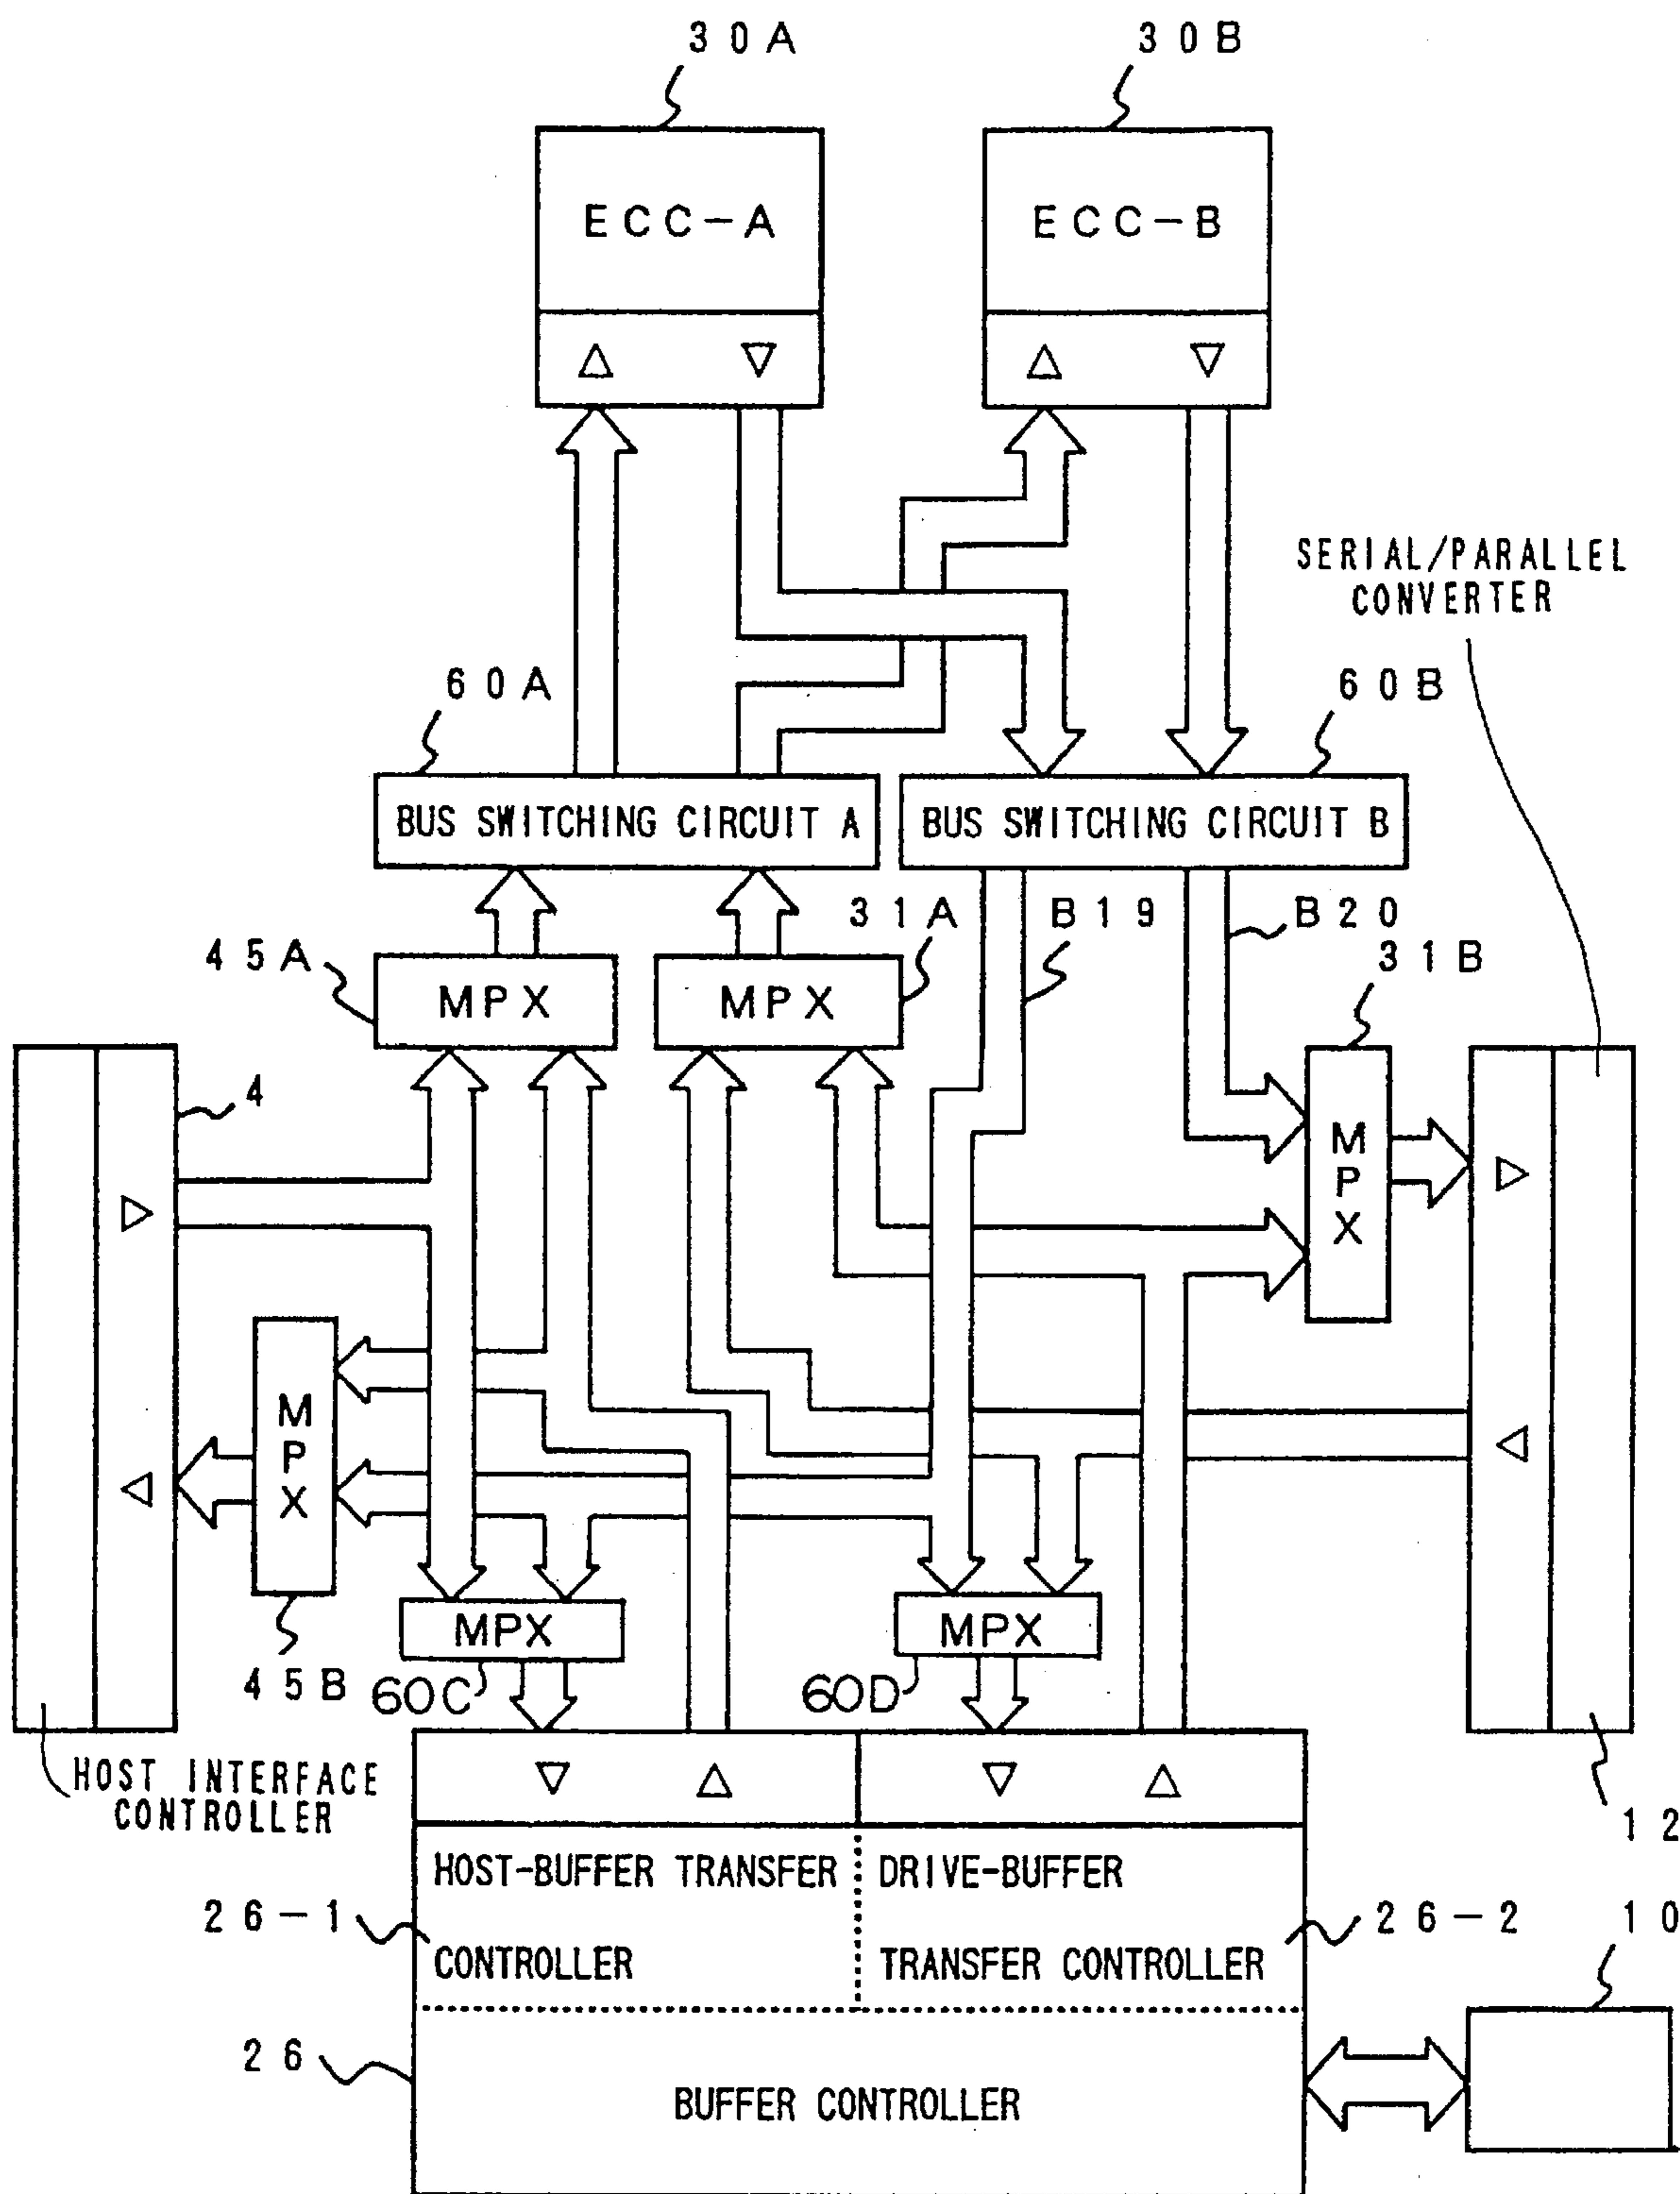 30A
30B
ECC-A
ECC-B
SERIAL/PARALLEL
CONVERTER
60A
60B
BUS SWITCHING CIRCUIT A
BUS SWITCHING CIRCUIT B
31A
B19
B20
45A
31B
MPX
MPX
4
MPX
MPX
MPX
MPX
45B
60C
60D
HOST INTERFACE
CONTROLLER
12
HOST-BUFFER TRANSFER
CONTROLLER
DRIVE-BUFFER
TRANSFER CONTROLLER
26-1
26-2
10
26
BUFFER CONTROLLER